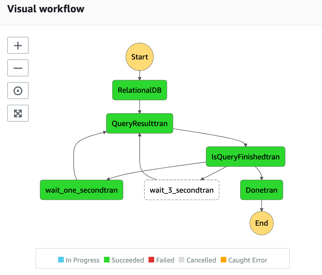 Visual workflow
Start
RelationalDB
QueryResulttran
IsQueryFinishedtran
wait_one_secondtran
wait_3_secondtran
Donetran
End
In Progress Succeeded Failed Cancelled Caught Error